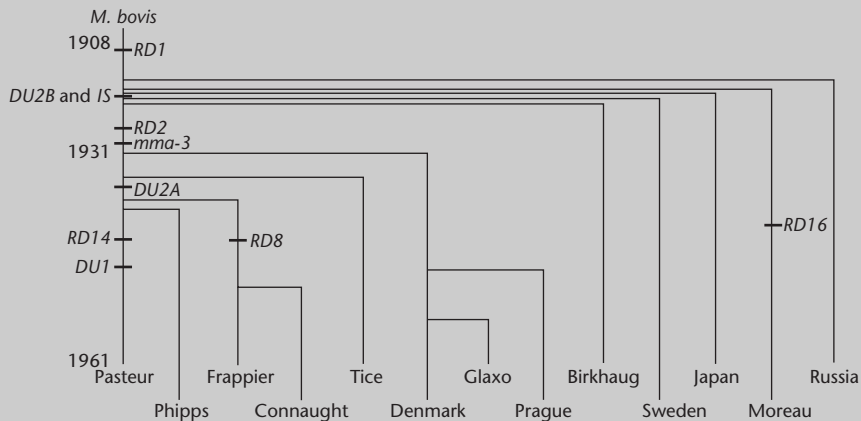 M. bovis
1908 RD1
DU2B and IS
RD2
mma-3
1931
DU2A
RD14 RD8 RD16
DU1
1961
Pasteur Frappier Tice Glaxo Birkhaug Japan Russia
Phipps Connaught Denmark Prague Sweden Moreau